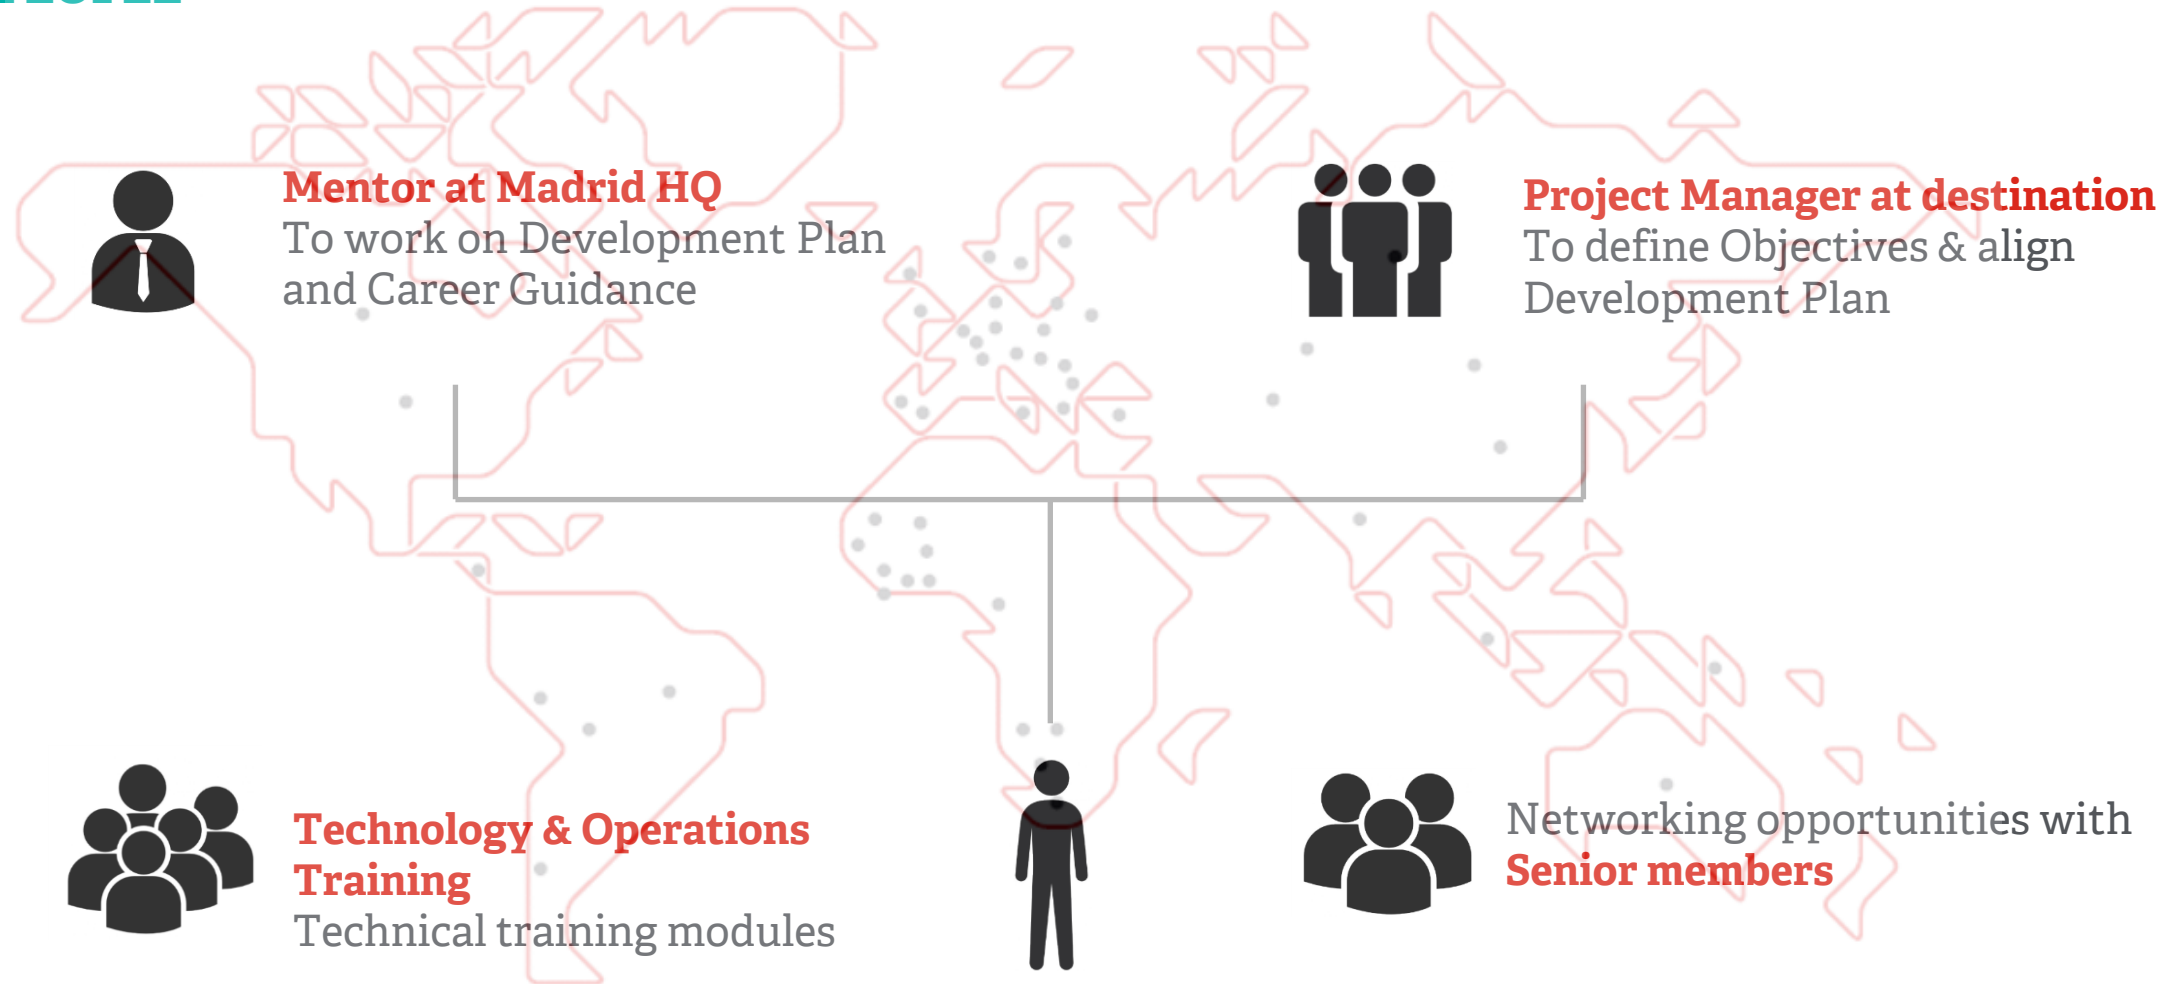 Mentor at Madrid HQ
To work on Development Plan
and Career Guidance
Project Manager at destination
To define Objectives & align
Development Plan
Technology & Operations
Training
Technical training modules
Networking opportunities with
Senior members